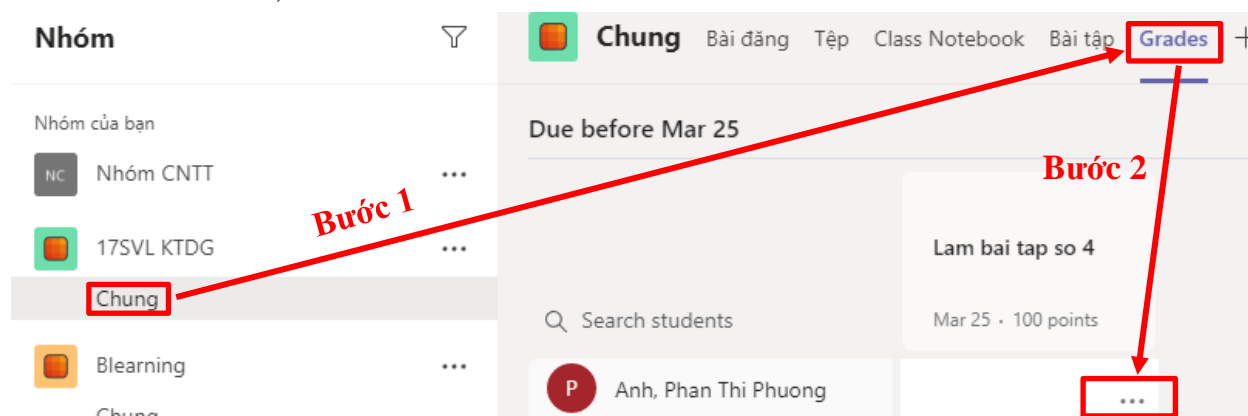 Nhóm
Nhóm của bạn
NC Nhóm CNTT
17SVL KTDG
Chung
Blearning
Chung
Chung Bài đăng Tệp Class Notebook Bài tập Grades
Due before Mar 25
Bước 1
Bước 2
Lam bai tap so 4
Search students
Mar 25 · 100 points
P Anh, Phan Thi Phuong